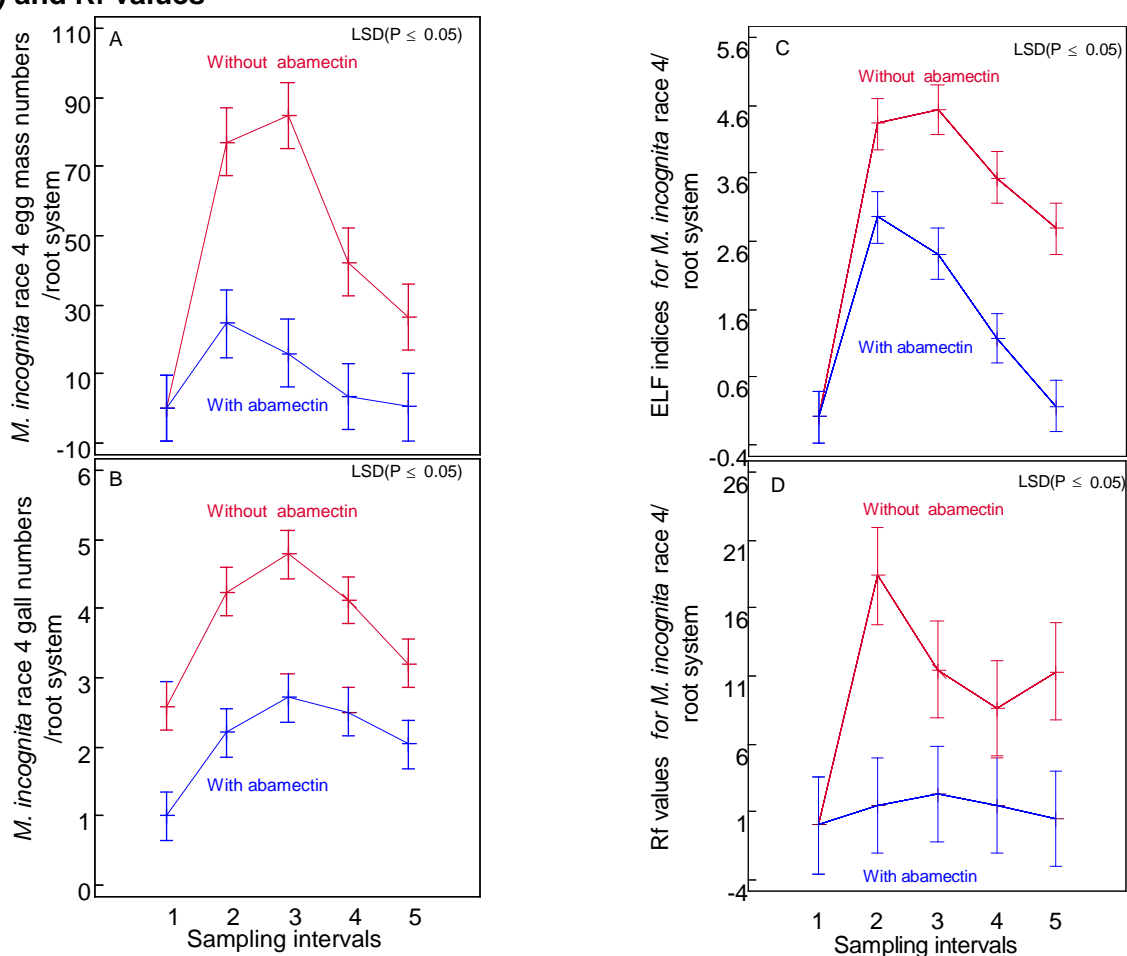 ) and Rf values
A
LSD(P ≤ 0.05)
Without abamectin
With abamectin
M. incognita race 4 egg mass numbers
/root system
110
90
70
50
30
10
-10
B
LSD(P ≤ 0.05)
Without abamectin
With abamectin
M. incognita race 4 gall numbers
/root system
6
5
4
3
2
1
0
1 2 3 4 5
Sampling intervals
C
LSD(P ≤ 0.05)
Without abamectin
With abamectin
ELF indices for M. incognita race 4/
root system
5.6
4.6
3.6
2.6
1.6
0.6
-0.4
D
LSD(P ≤ 0.05)
Without abamectin
With abamectin
Rf values for M. incognita race 4/
root system
26
21
16
11
6
1
-4
1 2 3 4 5
Sampling intervals